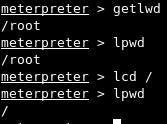 meterpreter > getlwd
/root
meterpreter > lpwd
/root
meterpreter > lcd /
meterpreter > lpwd
/